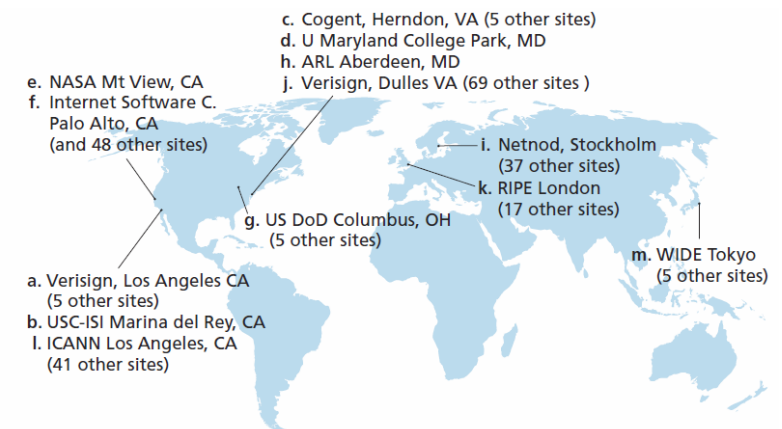 c. Cogent, Herndon, VA (5 other sites)
d. U Maryland College Park, MD
h. ARL Aberdeen, MD
j. Verisign, Dulles VA (69 other sites )
e. NASA Mt View, CA
f. Internet Software C.
Palo Alto, CA
(and 48 other sites)
i. Netnod, Stockholm
(37 other sites)
k. RIPE London
(17 other sites)
g. US DoD Columbus, OH
(5 other sites)
m. WIDE Tokyo
(5 other sites)
a. Verisign, Los Angeles CA
(5 other sites)
b. USC-ISI Marina del Rey, CA
l. ICANN Los Angeles, CA
(41 other sites)